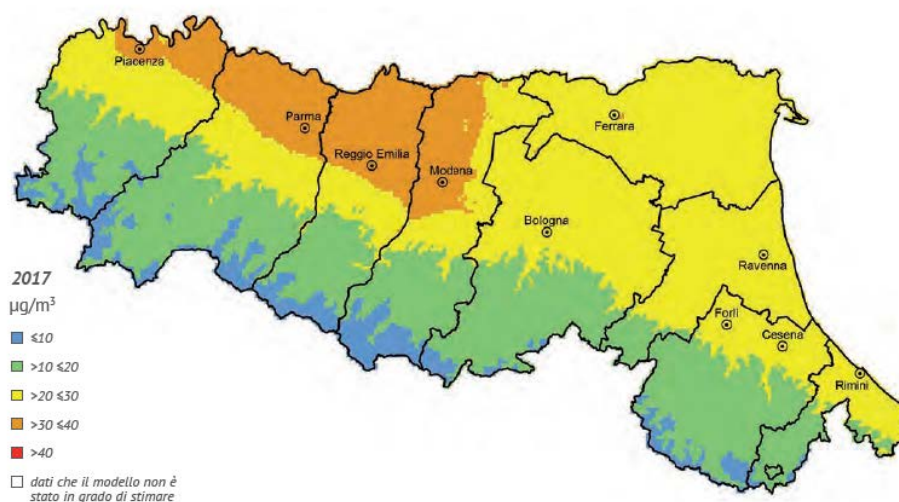 Piacenza
Parma
Reggio Emilia
Modena
Ferrara
Bologna
Ravenna
Forlì
Cesena
Rimini
2017
µg/m³
≤10
>10 ≤20
>20 ≤30
>30 ≤40
>40
dati che il modello non è
stato in grado di stimare